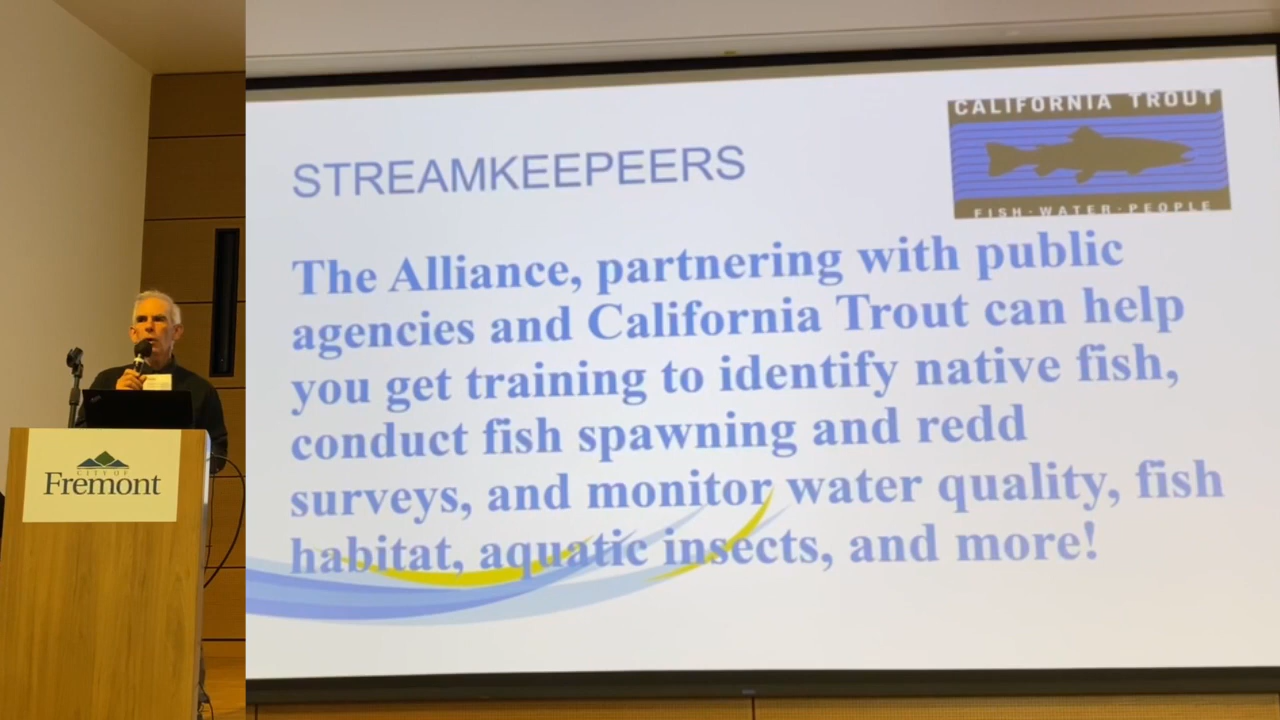 CITY OF
Fremont
CALIFORNIA TROUT
FISH · WATER · PEOPLE
STREAMKEEPEERS
The Alliance, partnering with public
agencies and California Trout can help
you get training to identify native fish,
conduct fish spawning and redd
surveys, and monitor water quality, fish
habitat, aquatic insects, and more!